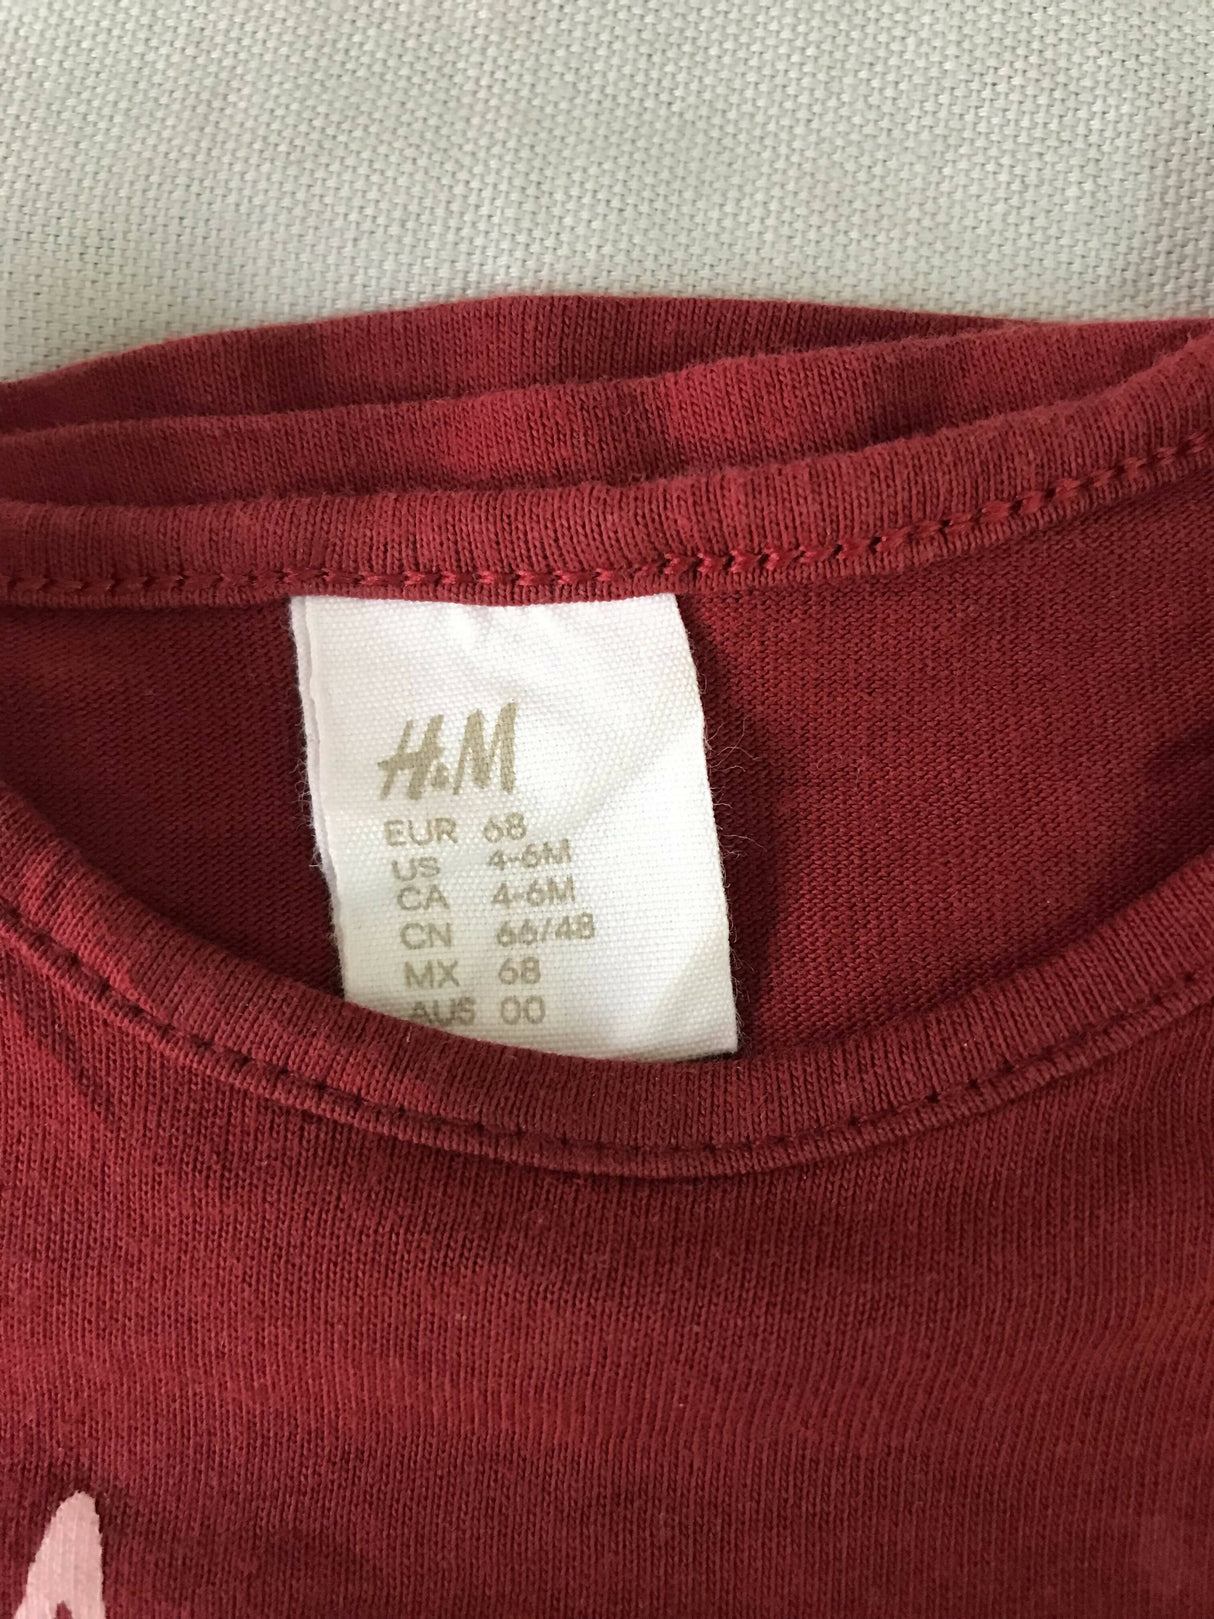 H&M
EUR 68
US 4-6M
CA 4-6M
CN 66/48
MX 68
AUS 00